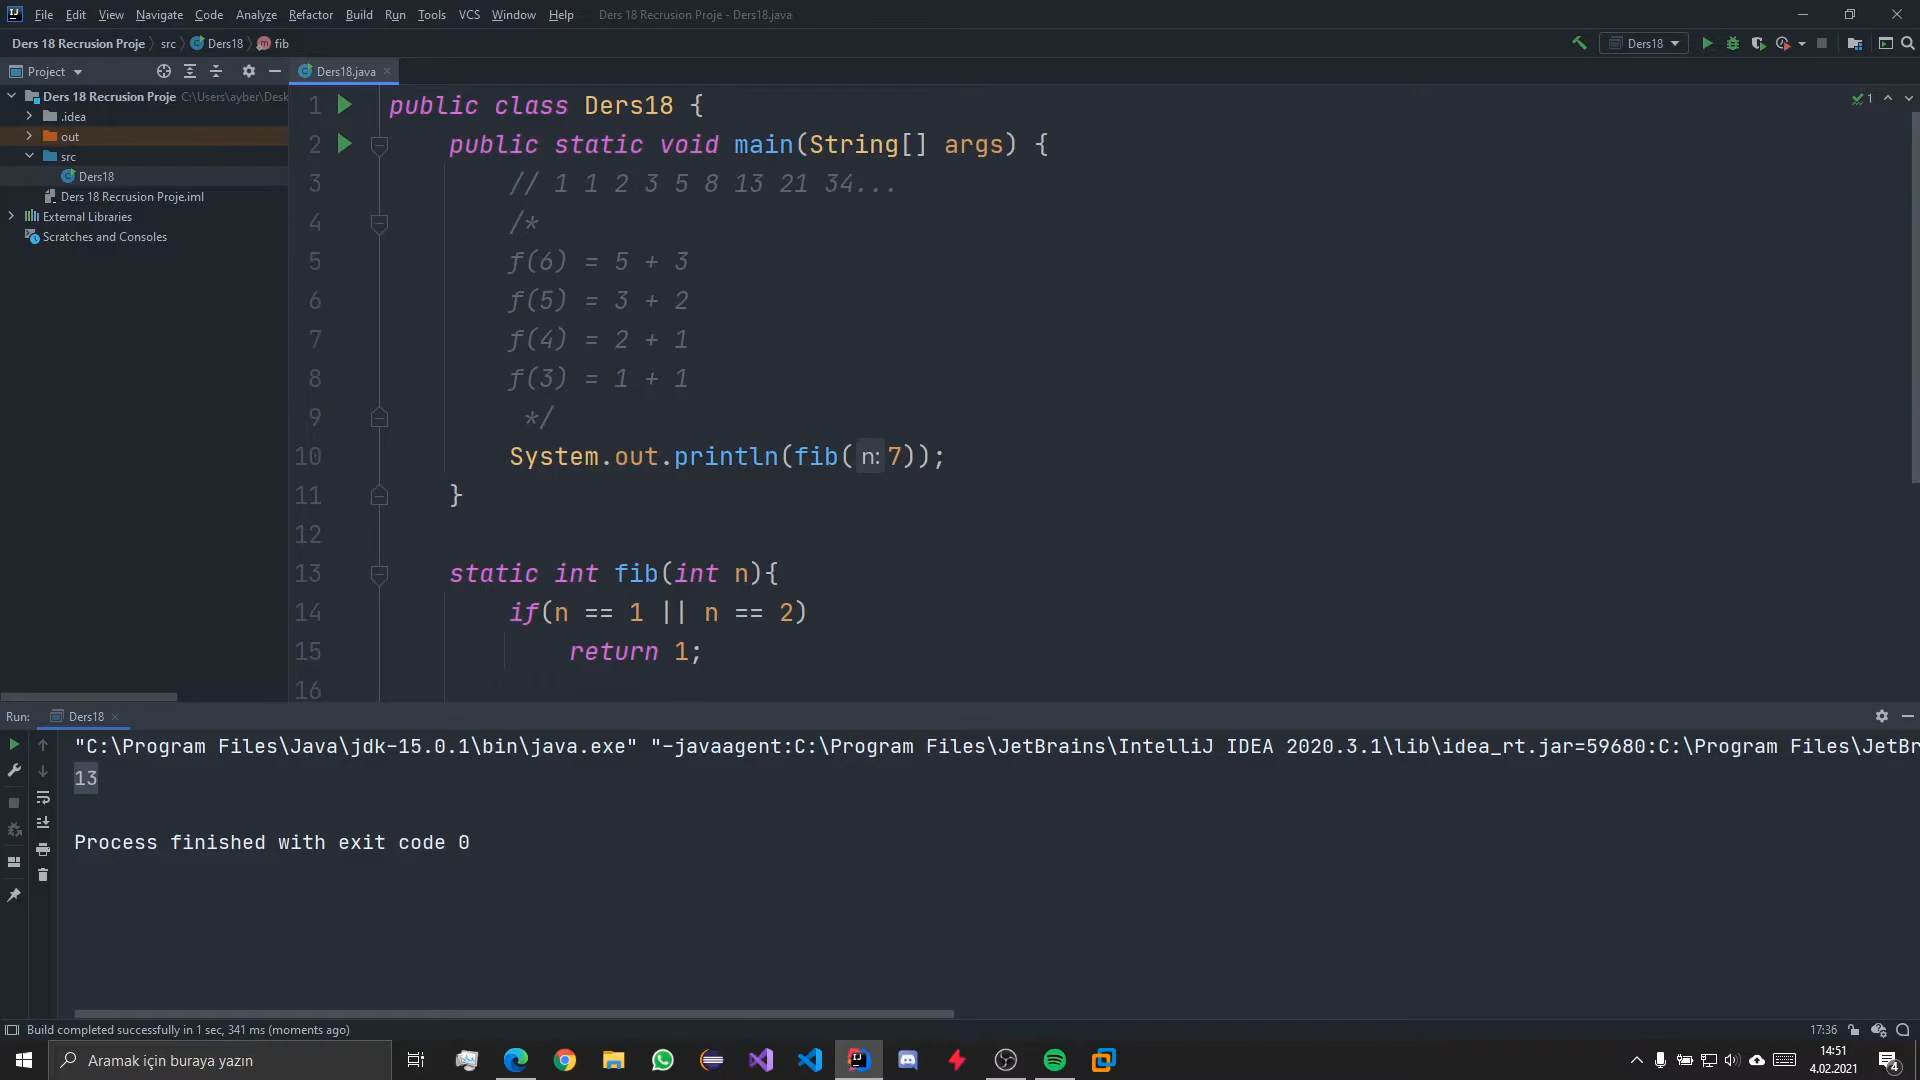 File Edit View Navigate Code Analyze Refactor Build Run Tools VCS Window Help Ders 18 Recrusion Proje - Ders18.java
Ders 18 Recrusion Proje src Ders18 fib
Ders18
Project
Ders18.java
Ders 18 Recrusion Proje C:\Users\ayber\Desk
.idea
out
src
Ders18
Ders 18 Recrusion Proje.iml
External Libraries
Scratches and Consoles
1 public class Ders18 {
2 public static void main(String[] args) {
3 // 1 1 2 3 5 8 13 21 34...
4 /*
5 f(6) = 5 + 3
6 f(5) = 3 + 2
7 f(4) = 2 + 1
8 f(3) = 1 + 1
9 */
10 System.out.println(fib( n: 7));
11 }
12
13 static int fib(int n){
14 if(n == 1 || n == 2)
15 return 1;
16
1
Run: Ders18
"C:\Program Files\Java\jdk-15.0.1\bin\java.exe" "-javaagent:C:\Program Files\JetBrains\IntelliJ IDEA 2020.3.1\lib\idea_rt.jar=59680:C:\Program Files\JetBr
13
Process finished with exit code 0
Build completed successfully in 1 sec, 341 ms (moments ago)
17:36
Aramak için buraya yazın
14:51
4.02.2021
4